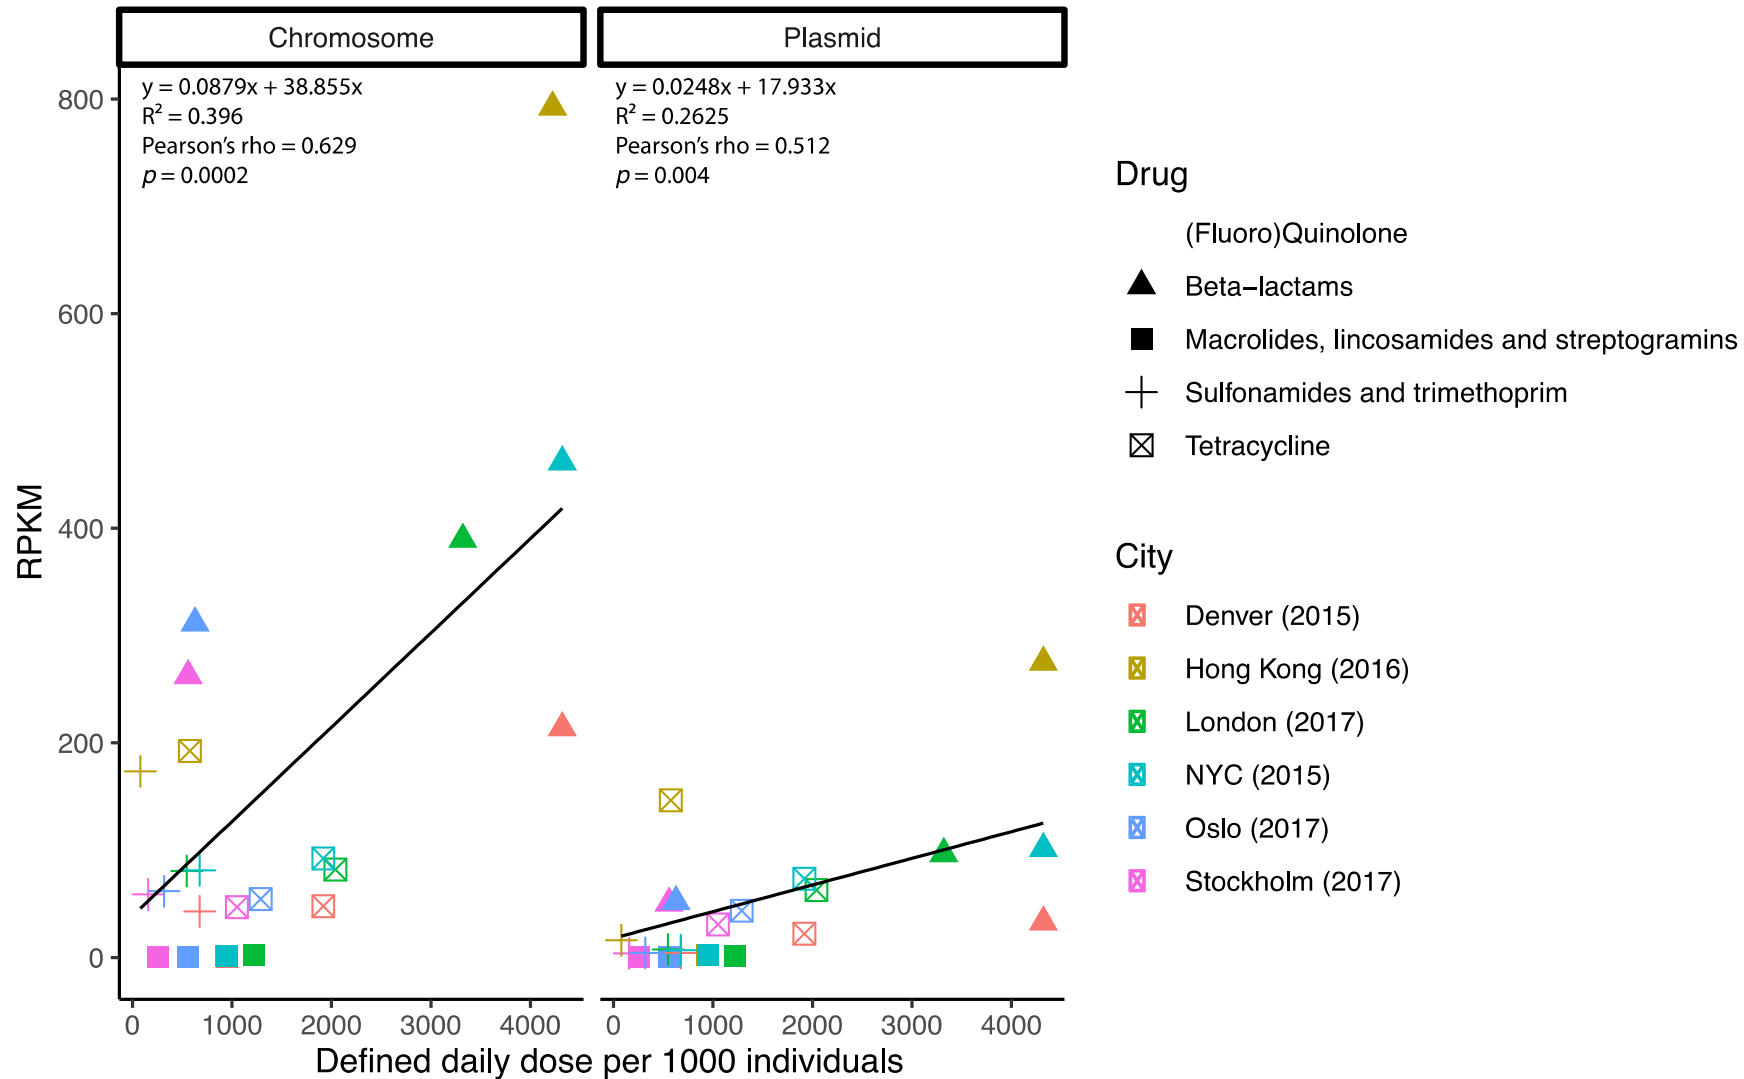 Chromosome
Plasmid
y = 0.0879x + 38.855x
R² = 0.396
Pearson’s rho = 0.629
p = 0.0002
y = 0.0248x + 17.933x
R² = 0.2625
Pearson’s rho = 0.512
p = 0.004
RPKM
800
600
400
200
0
0 1000 2000 3000 4000
0 1000 2000 3000 4000
Defined daily dose per 1000 individuals
Drug
(Fluoro)Quinolone
Beta−lactams
Macrolides, lincosamides and streptogramins
Sulfonamides and trimethoprim
Tetracycline
City
Denver (2015)
Hong Kong (2016)
London (2017)
NYC (2015)
Oslo (2017)
Stockholm (2017)